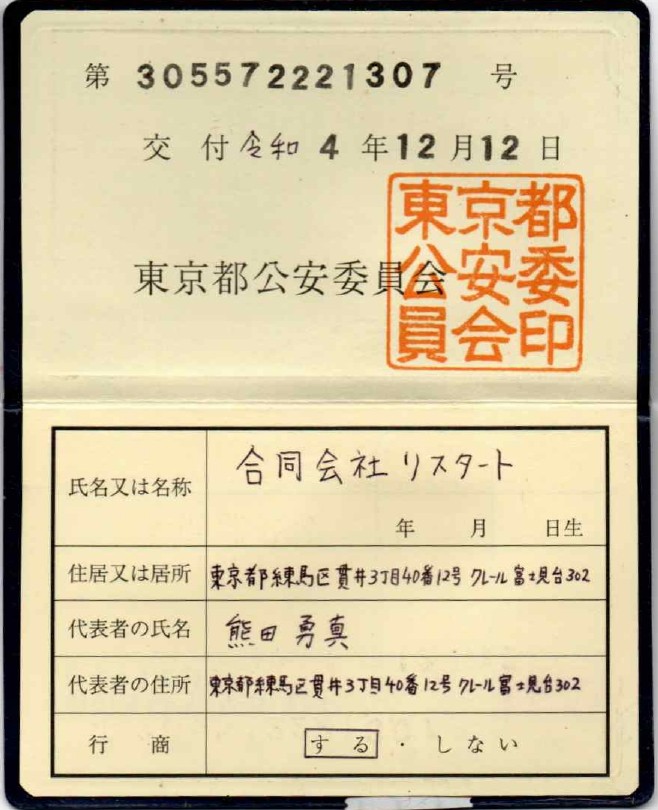 第 305572221307 号
交 付 令和 4 年 12 月 12 日
東京都公安委員会
東京都
公安委
員会印
氏名又は名称 合同会社 リスタート
年 月 日生
住居又は居所 東京都練馬区貫井3丁目40番12号 クレール富士見台302
代表者の氏名 熊田 勇真
代表者の住所 東京都練馬区貫井3丁目40番12号 クレール富士見台302
行 商 する・しない